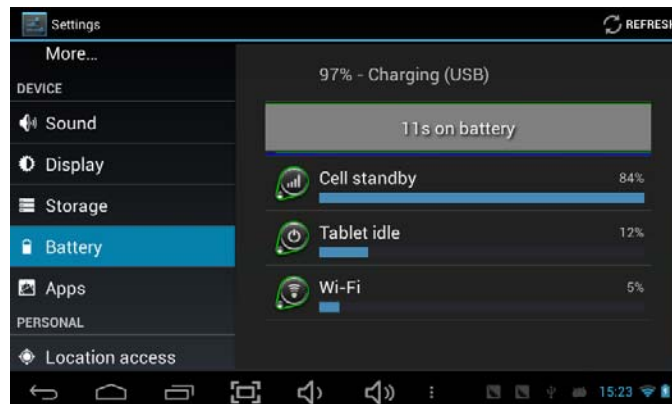 Settings
REFRESH
More...
DEVICE
Sound
Display
Storage
Battery
Apps
PERSONAL
Location access
97% - Charging (USB)
11s on battery
Cell standby
84%
Tablet idle
12%
Wi-Fi
5%
15:23